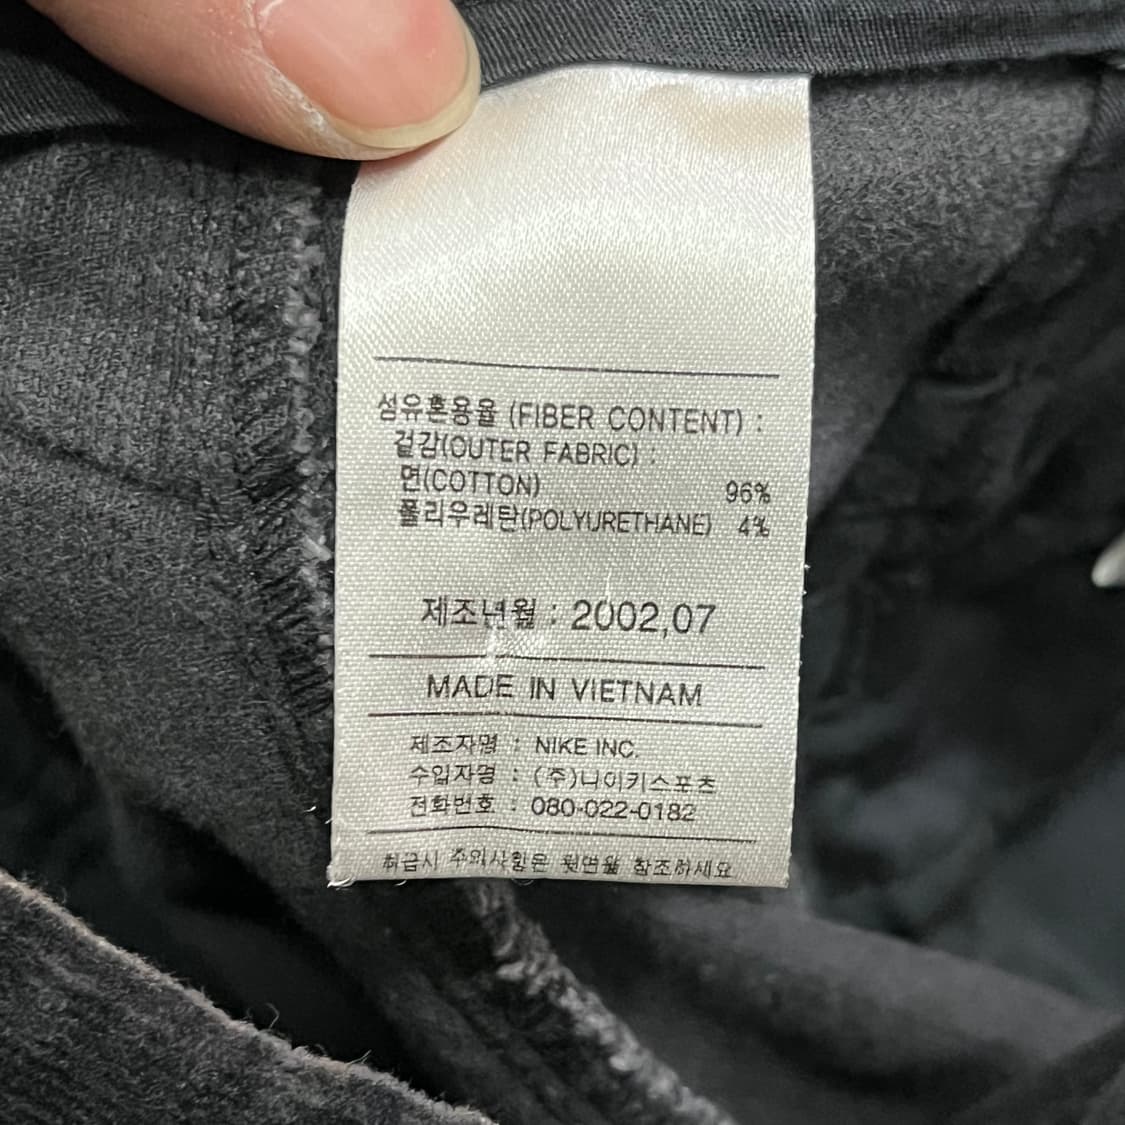 섬유혼용율 (FIBER CONTENT) :
겉감(OUTER FABRIC) :
면(COTTON) 96%
폴리우레탄(POLYURETHANE) 4%
제조년월 : 2002,07
MADE IN VIETNAM
제조자명 : NIKE INC.
수입자명 : (주)나이키스포츠
전화번호 : 080-022-0182
취급시 주의사항은 뒷면을 참조하세요